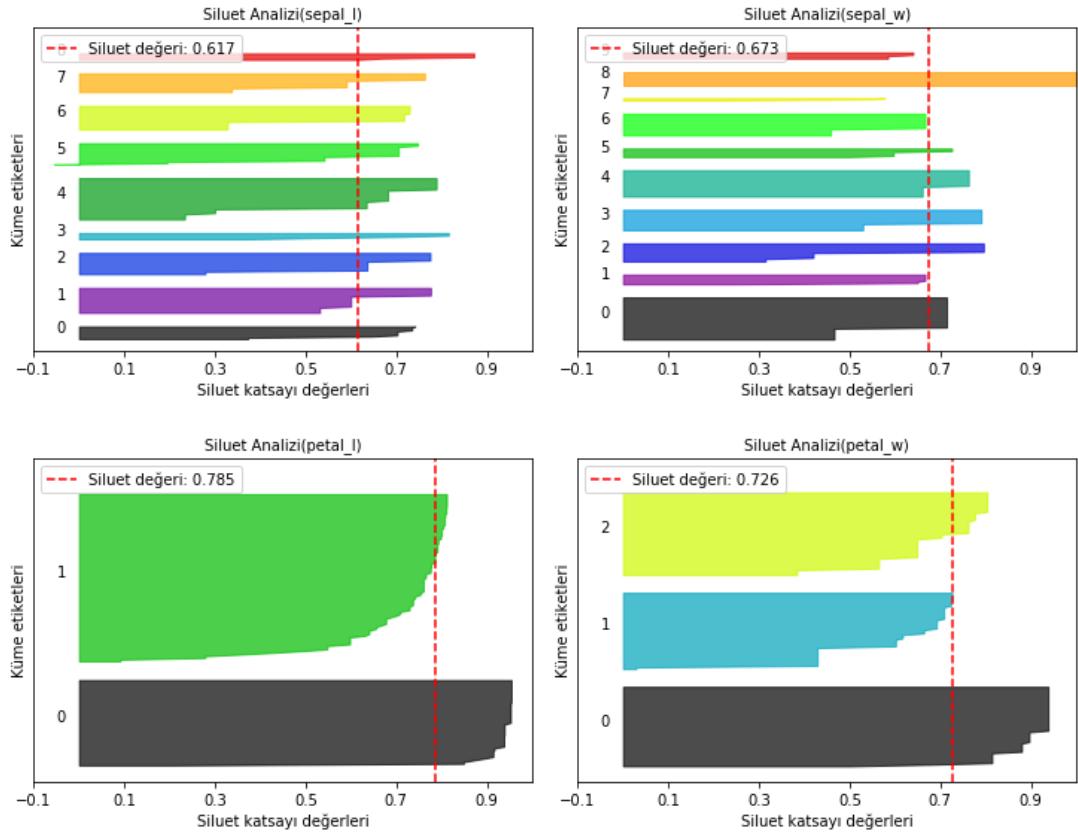 Siluet Analizi(sepal_l)
Siluet değeri: 0.617
8
7
6
5
4
3
2
1
0
Küme etiketleri
−0.1 0.1 0.3 0.5 0.7 0.9
Siluet katsayı değerleri
Siluet Analizi(sepal_w)
Siluet değeri: 0.673
9
8
7
6
5
4
3
2
1
0
Küme etiketleri
−0.1 0.1 0.3 0.5 0.7 0.9
Siluet katsayı değerleri
Siluet Analizi(petal_l)
Siluet değeri: 0.785
1
0
Küme etiketleri
−0.1 0.1 0.3 0.5 0.7 0.9
Siluet katsayı değerleri
Siluet Analizi(petal_w)
Siluet değeri: 0.726
2
1
0
Küme etiketleri
−0.1 0.1 0.3 0.5 0.7 0.9
Siluet katsayı değerleri